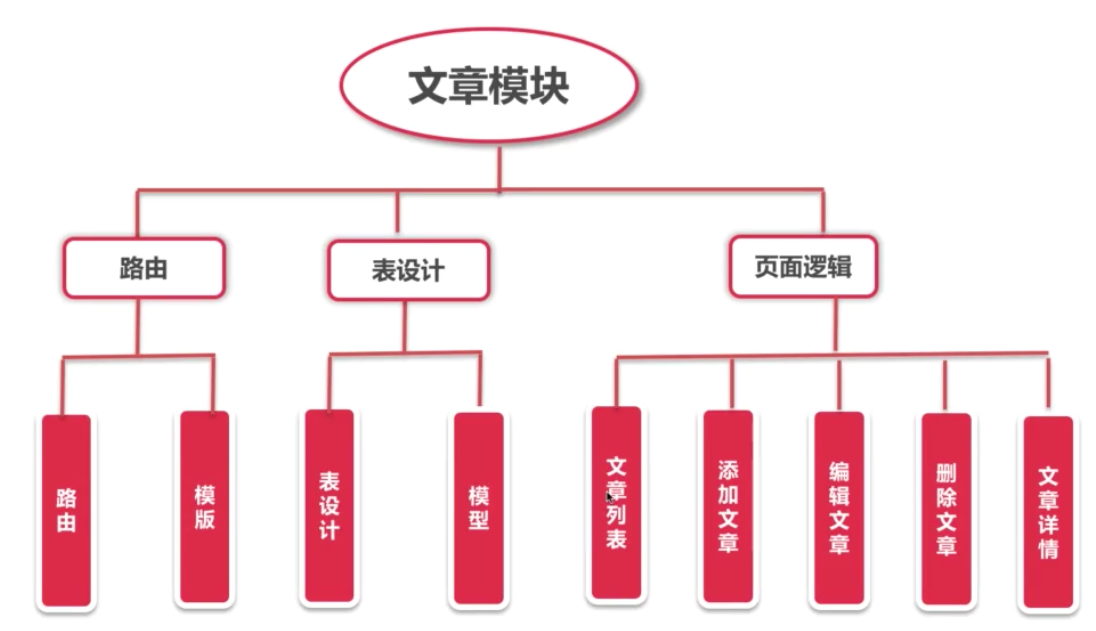 文章模块
路由
表设计
页面逻辑
路由
模版
表设计
模型
文章列表
添加文章
编辑文章
删除文章
文章详情